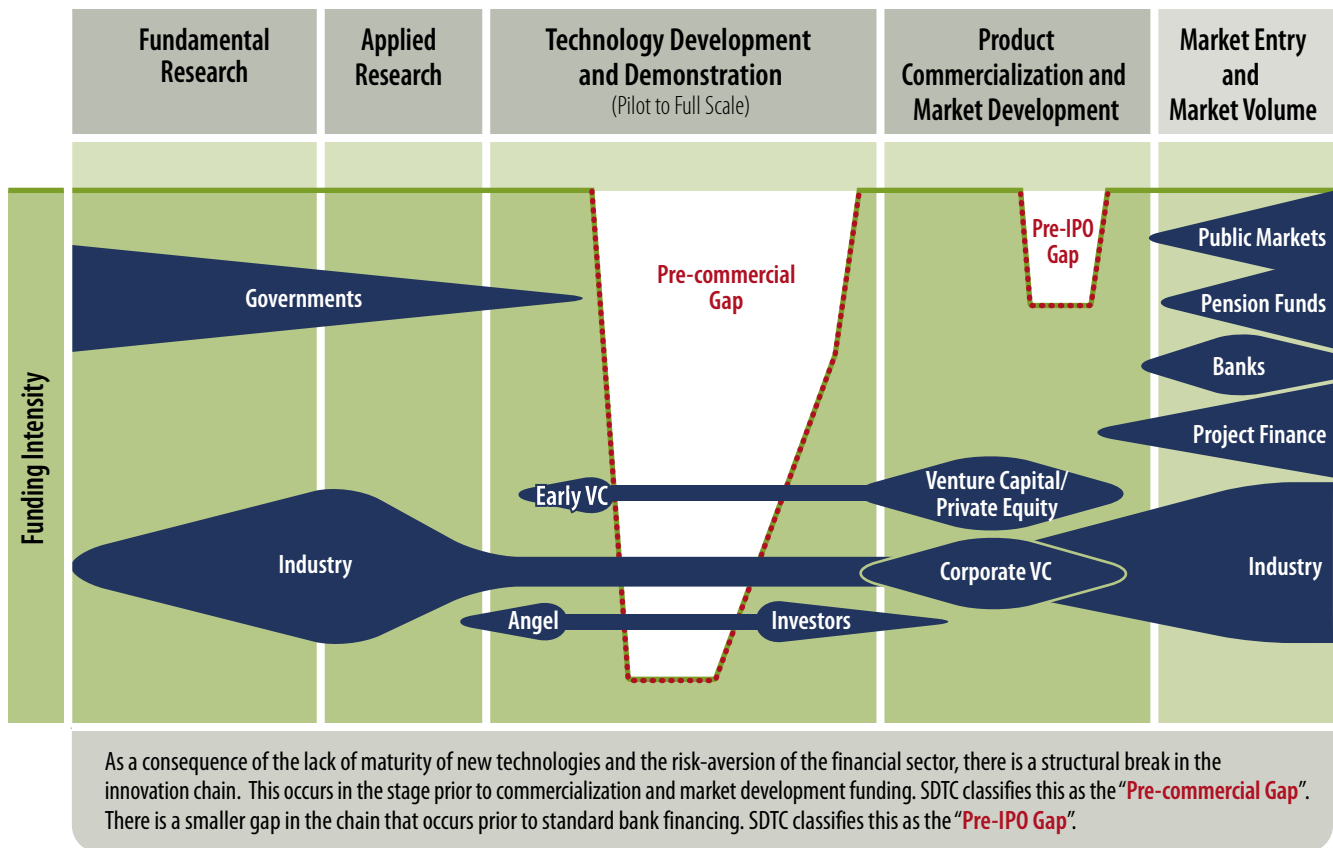 Fundamental
Research
Applied
Research
Technology Development
and Demonstration
(Pilot to Full Scale)
Product
Commercialization and
Market Development
Market Entry
and
Market Volume
Funding Intensity
Governments
Pre-commercial
Gap
Pre-IPO
Gap
Public Markets
Pension Funds
Banks
Project Finance
Early VC
Venture Capital/
Private Equity
Industry
Corporate VC
Industry
Angel
Investors
As a consequence of the lack of maturity of new technologies and the risk-aversion of the financial sector, there is a structural break in the
innovation chain. This occurs in the stage prior to commercialization and market development funding. SDTC classifies this as the “Pre-commercial Gap”.
There is a smaller gap in the chain that occurs prior to standard bank financing. SDTC classifies this as the “Pre-IPO Gap”.